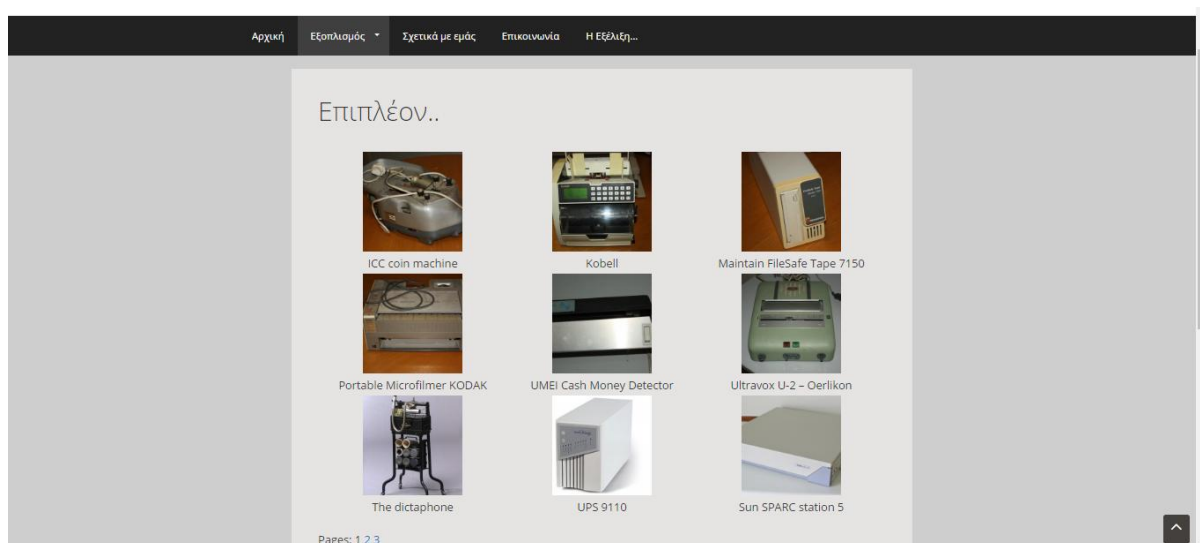 Αρχική Εξοπλισμός Σχετικά με εμάς Επικοινωνία Η Εξέλιξη...
Επιπλέον..
ICC coin machine Kobell Maintain FileSafe Tape 7150
Portable Microfilmer KODAK UMEI Cash Money Detector Ultravox U-2 – Oerlikon
The dictaphone UPS 9110 Sun SPARC station 5
Pages: 1 2 3